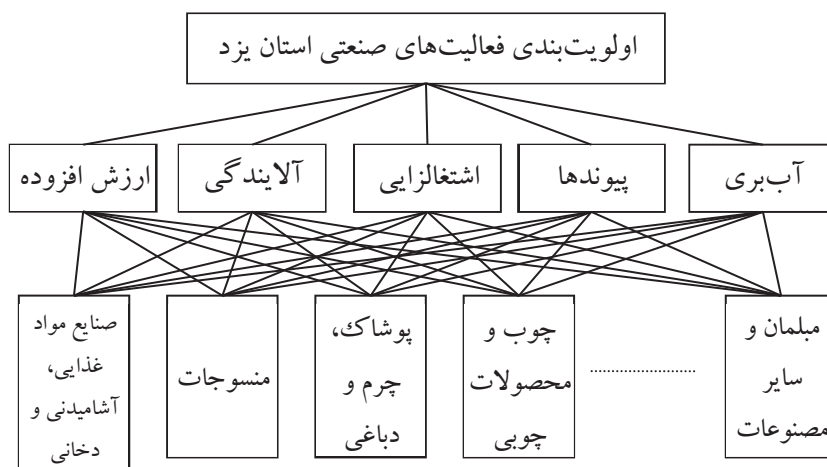 اولویت‌بندی فعالیت‌های صنعتی استان یزد
آب‌بری
پیوندها
اشتغالزایی
آلایندگی
ارزش افزوده
مبلمان و
سایر
مصنوعات
چوب و
محصولات
چوبی
پوشاک،
چرم و
دباغی
منسوجات
صنایع مواد
غذایی،
آشامیدنی و
دخانی